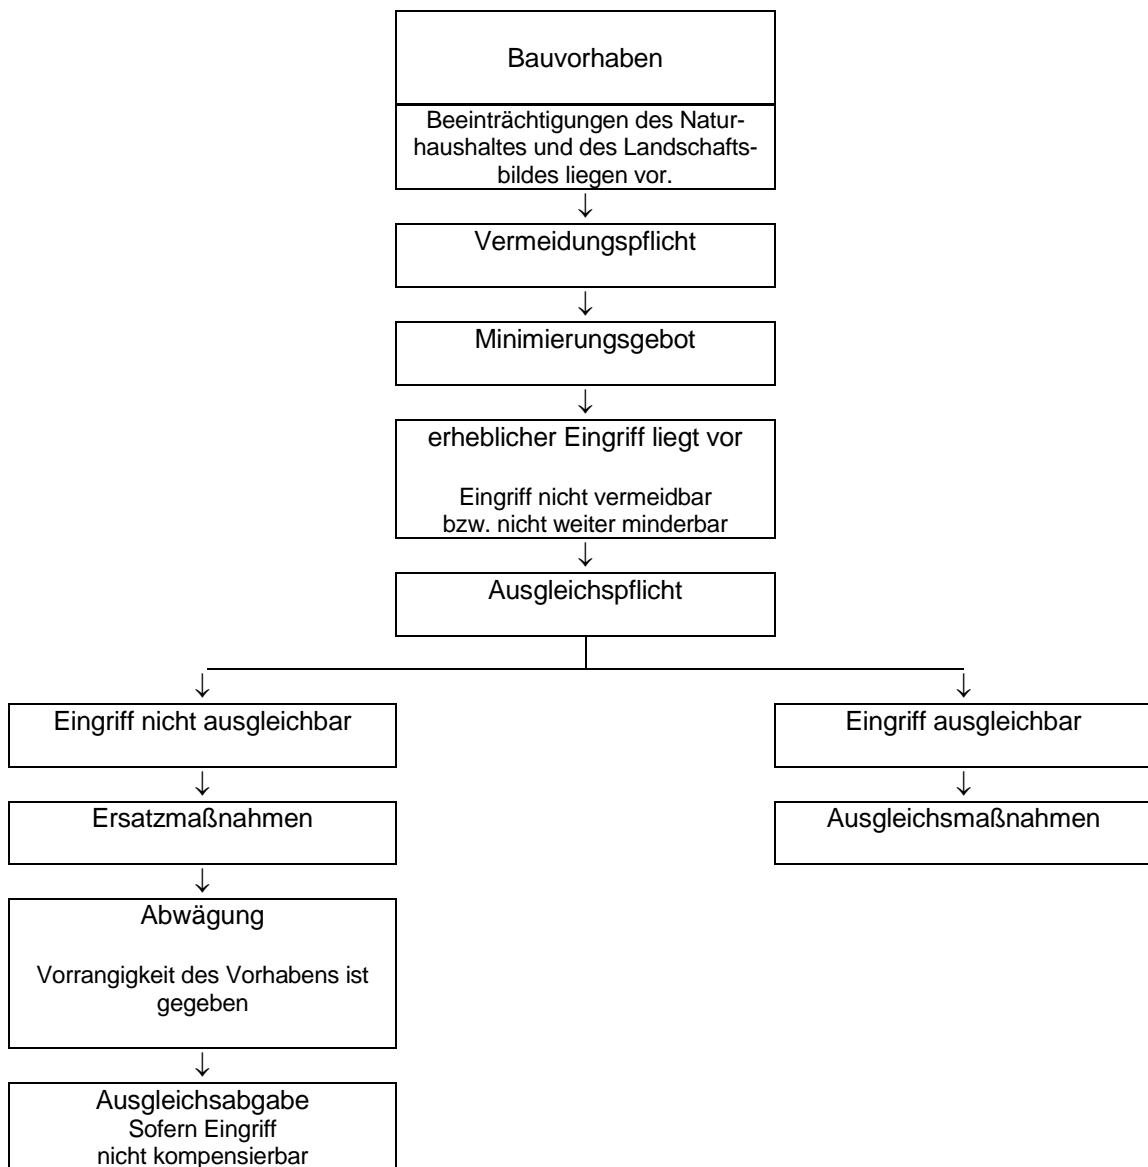 Bauvorhaben
Beeinträchtigungen des Natur-
haushaltes und des Landschafts-
bildes liegen vor.
↓
Vermeidungspflicht
↓
Minimierungsgebot
↓
erheblicher Eingriff liegt vor
Eingriff nicht vermeidbar
bzw. nicht weiter minderbar
↓
Ausgleichspflicht
↓
Eingriff nicht ausgleichbar
↓
Ersatzmaßnahmen
↓
Abwägung
Vorrangigkeit des Vorhabens ist
gegeben
↓
Ausgleichsabgabe
Sofern Eingriff
nicht kompensierbar
↓
Eingriff ausgleichbar
↓
Ausgleichsmaßnahmen